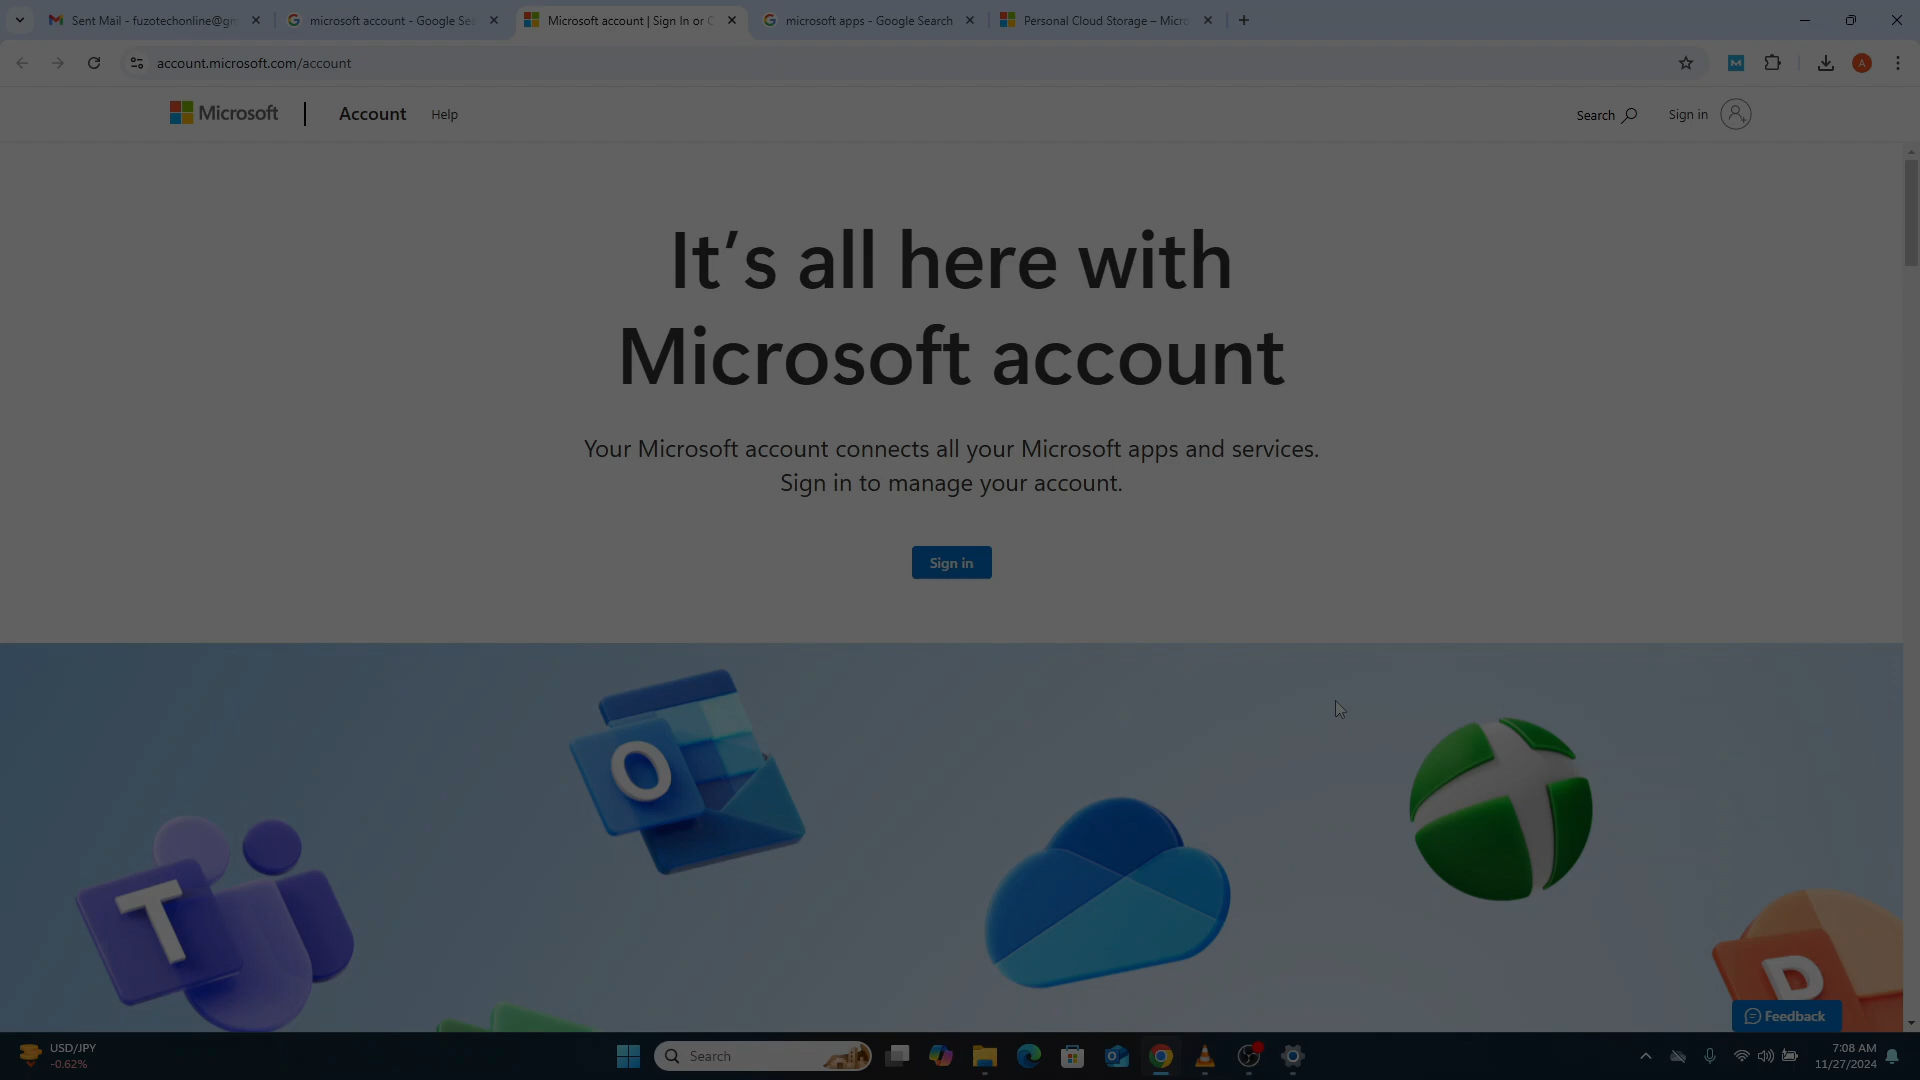 Sent Mail - fuzotechonline@gm
microsoft account - Google Sea
Microsoft account | Sign In or C
microsoft apps - Google Search
Personal Cloud Storage – Micro
account.microsoft.com/account
A
Microsoft
Account
Help
Search
Sign in
It's all here with
Microsoft account
Your Microsoft account connects all your Microsoft apps and services.
Sign in to manage your account.
Sign in
O
T
P
Feedback
USD/JPY
-0.62%
Search
7:08 AM
11/27/2024